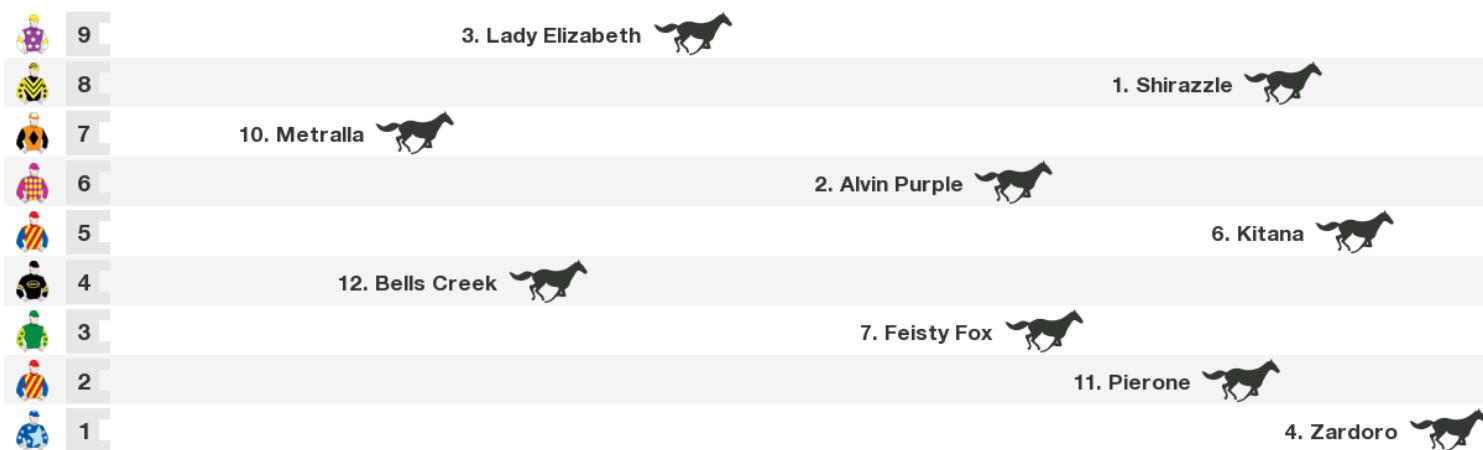 9 3. Lady Elizabeth
8 1. Shirazzle
7 10. Metralla
6 2. Alvin Purple
5 6. Kitana
4 12. Bells Creek
3 7. Feisty Fox
2 11. Pierone
1 4. Zardoro